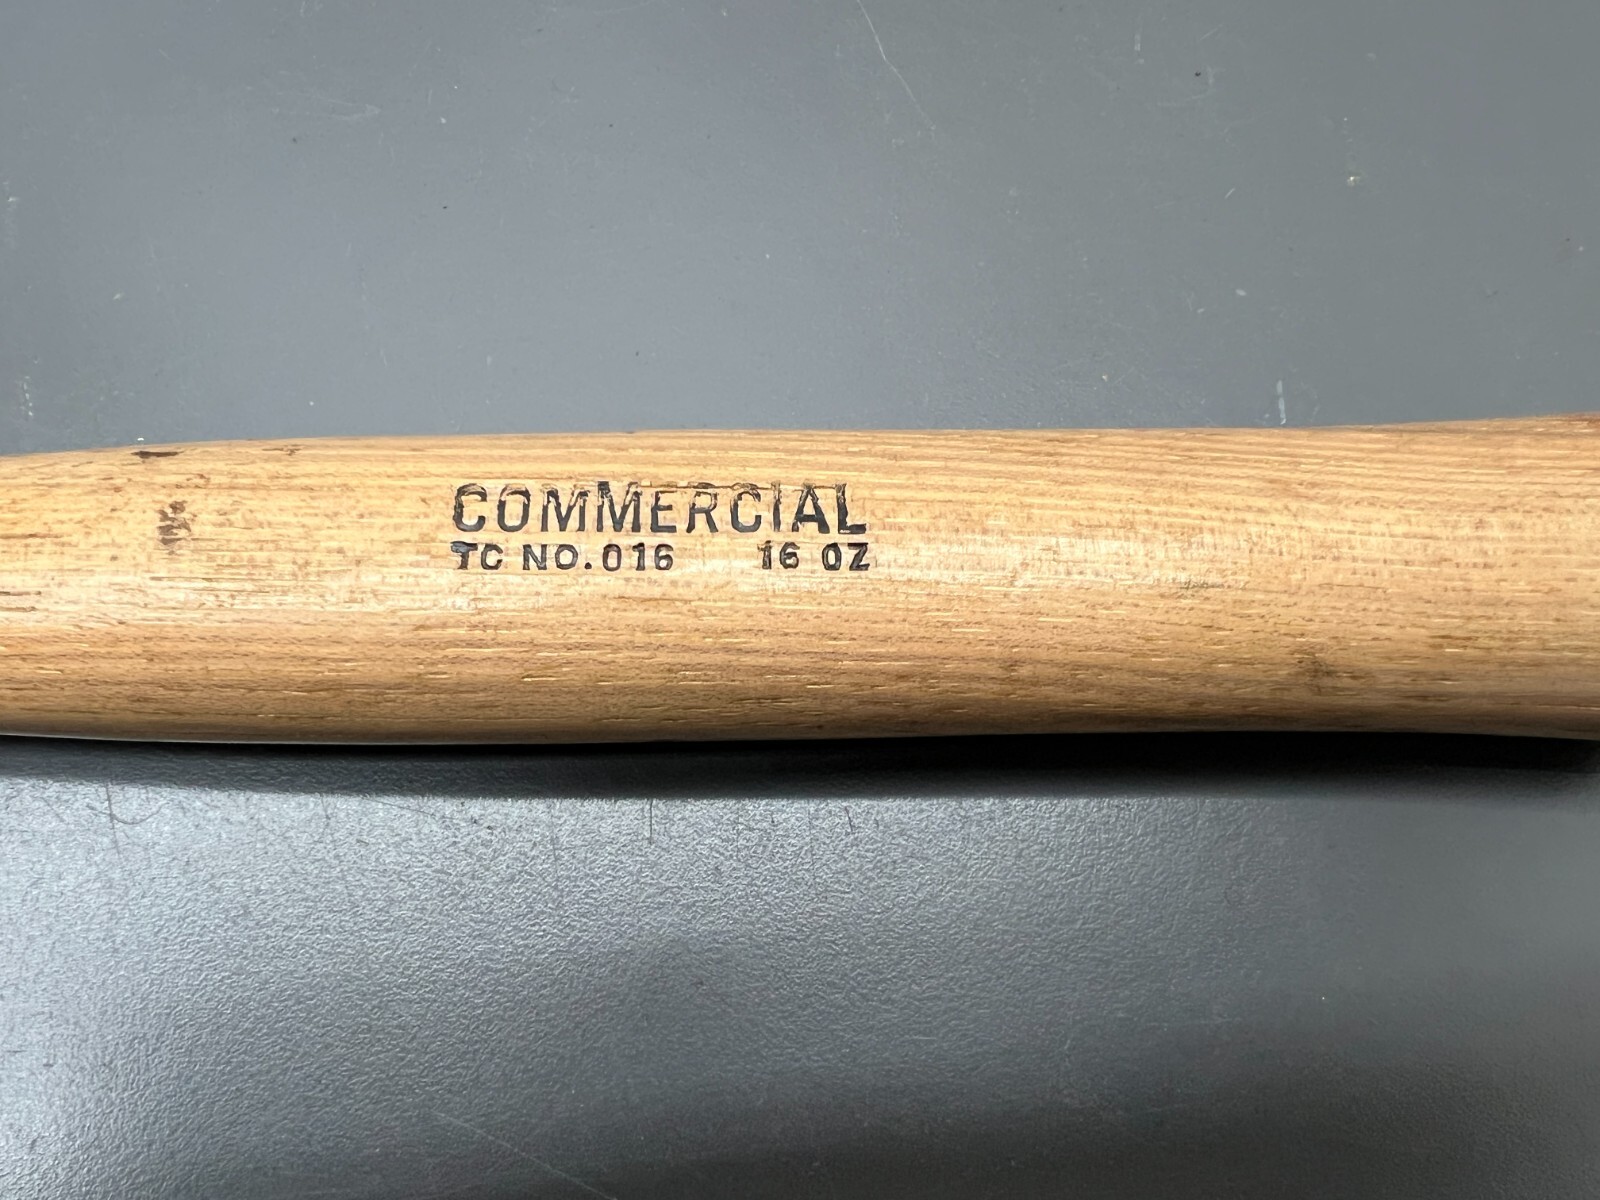 COMMERCIAL
TC NO.016 16 OZ